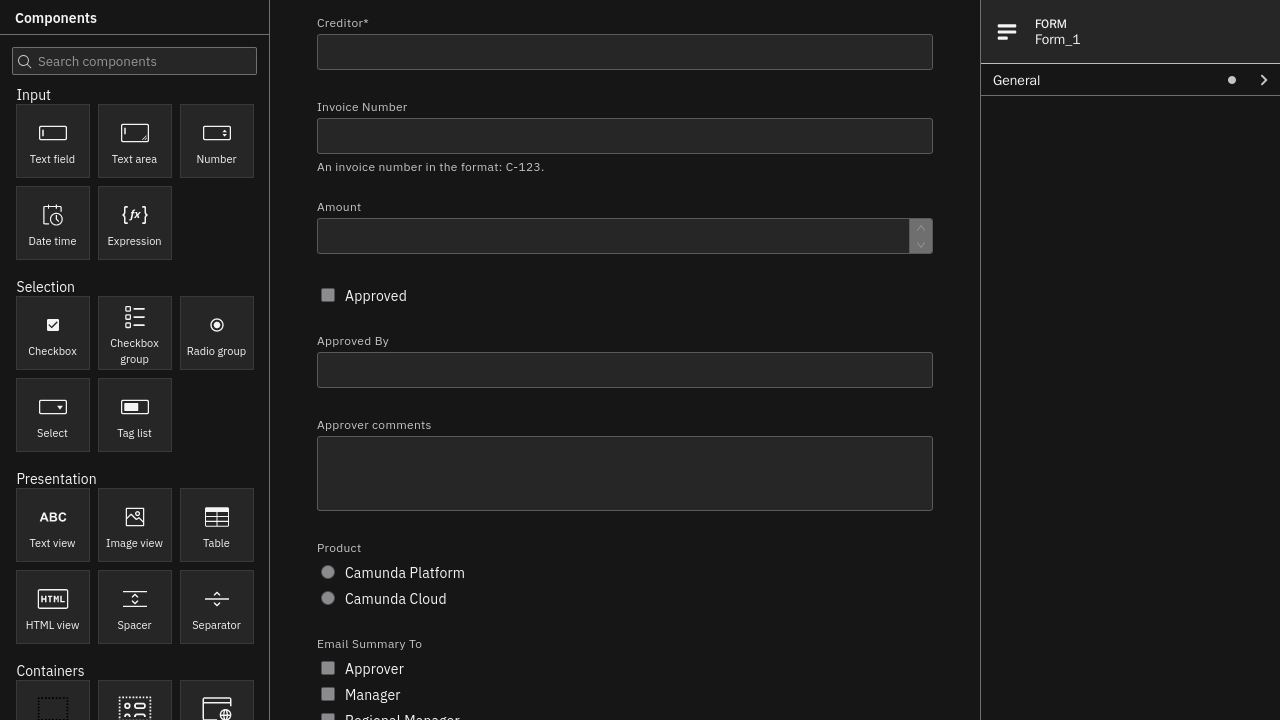 Components
Search components
Input
Text field
Text area
Number
Date time
Expression
Selection
Checkbox
Checkbox
group
Radio group
Select
Tag list
Presentation
ABC
Text view
Image view
Table
HTML
HTML view
Spacer
Separator
Containers
Creditor*
Invoice Number
An invoice number in the format: C-123.
Amount
Approved
Approved By
Approver comments
Product
Camunda Platform
Camunda Cloud
Email Summary To
Approver
Manager
Regional Manager
FORM
Form_1
General